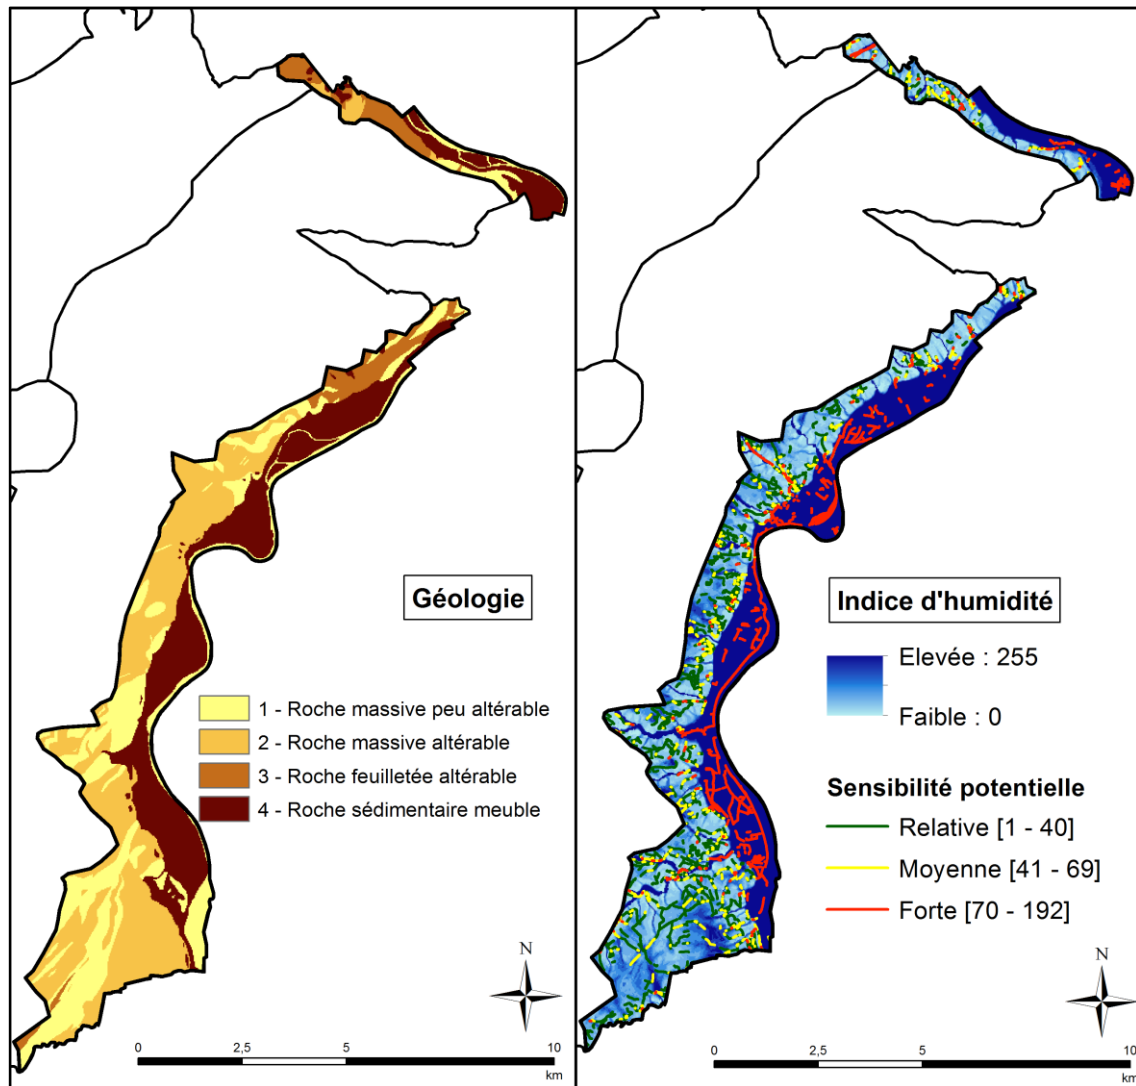 Géologie
1 - Roche massive peu altérable
2 - Roche massive altérable
3 - Roche feuilletée altérable
4 - Roche sédimentaire meuble
N
0 2,5 5 10
km
Indice d'humidité
Elevée : 255
Faible : 0
Sensibilité potentielle
Relative [1 - 40]
Moyenne [41 - 69]
Forte [70 - 192]
N
0 2,5 5 10
km